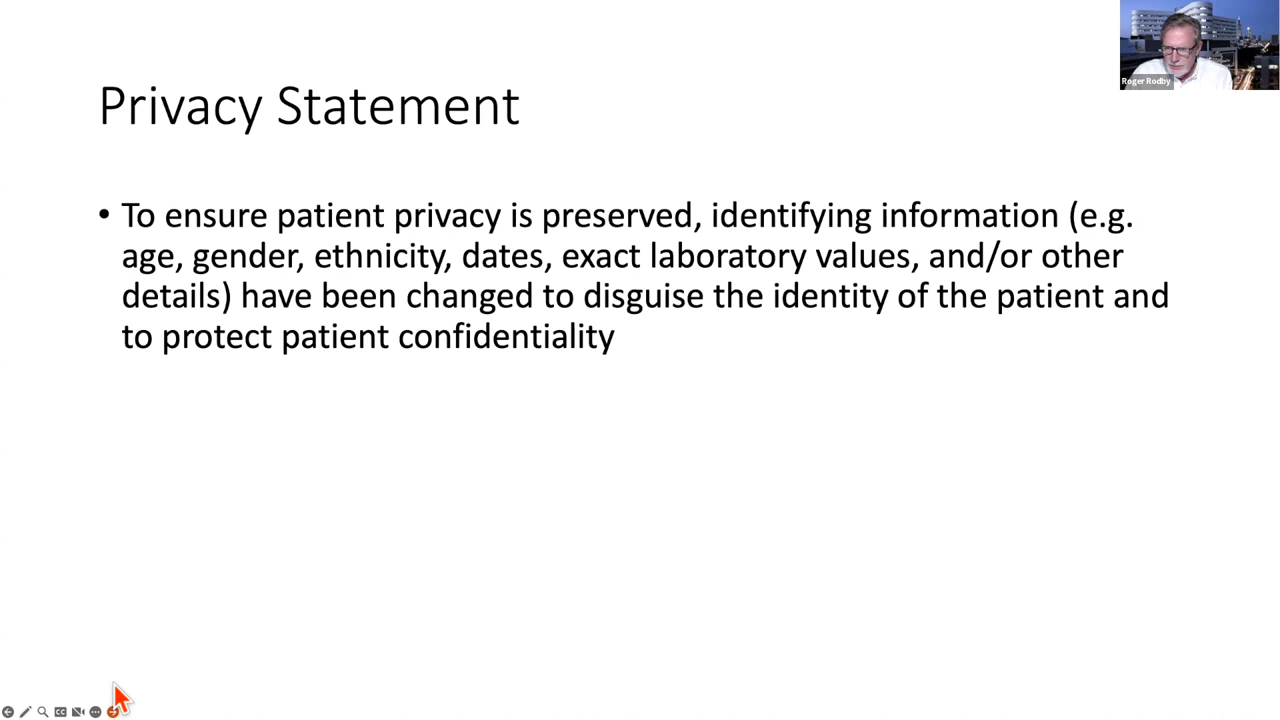 Roger Rodby
Privacy Statement
• To ensure patient privacy is preserved, identifying information (e.g.
age, gender, ethnicity, dates, exact laboratory values, and/or other
details) have been changed to disguise the identity of the patient and
to protect patient confidentiality
CC